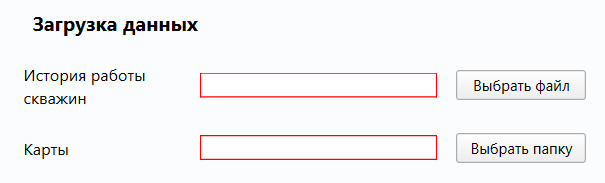 Загрузка данных
История работы
скважин
Выбрать файл
Карты
Выбрать папку